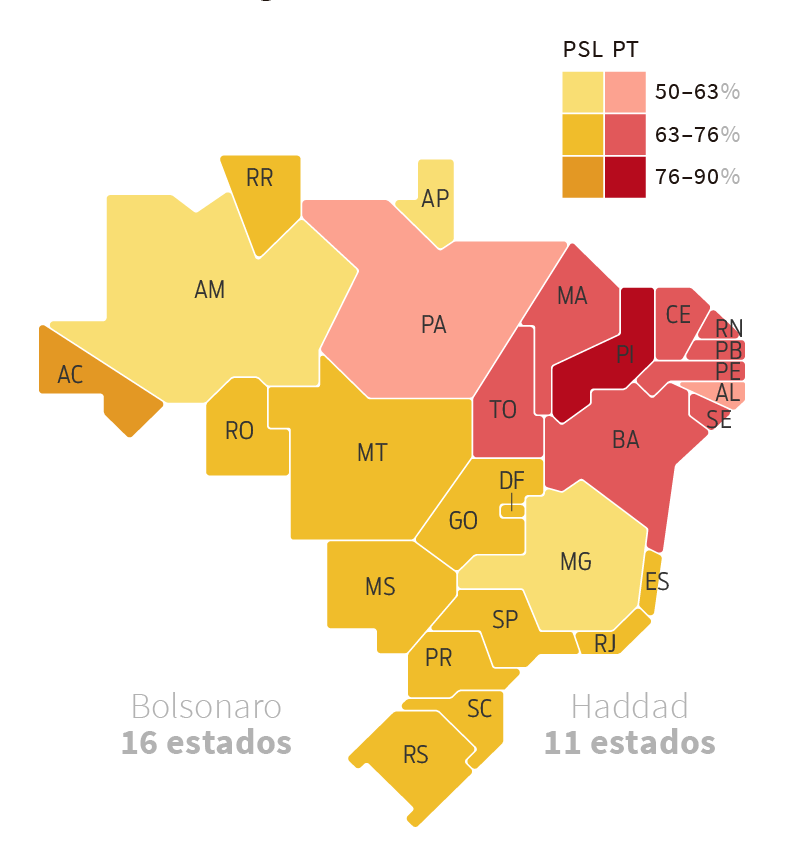 PSL PT
50–63%
63–76%
76–90%
RR
AP
AM
MA
CE
PA
RN
PI
PB
PE
AC
AL
TO
SE
RO
BA
MT
DF
GO
MG
ES
MS
SP
RJ
PR
SC
RS
Bolsonaro
16 estados
Haddad
11 estados